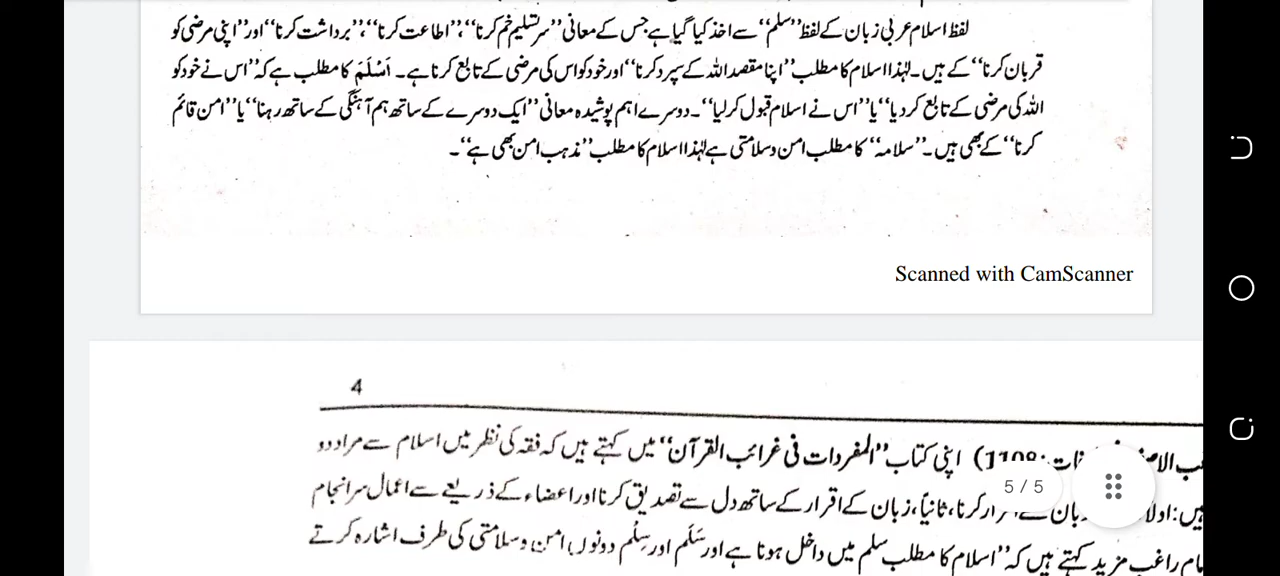 لفظ اسلام عربی زبان کے لفظ ”سلم“ سے اخذ کیا گیا ہے جس کے معانی ”سر تسلیم خم کرنا“، ”اطاعت کرنا“، ”برداشت کرنا“ اور ”اپنی مرضی کو
قربان کرنا“ کے ہیں۔ لہٰذا اسلام کا مطلب ”اپنا مقصد اللہ کے سپرد کرنا“ اور خود کو اس کی مرضی کے تابع کرنا ہے۔ اَسْلَمَ کا مطلب ہے کہ ”اس نے خود کو
اللہ کی مرضی کے تابع کر دیا“ یا ”اس نے اسلام قبول کر لیا“۔ دوسرے اہم پوشیدہ معانی ”ایک دوسرے کے ساتھ ہم آہنگی کے ساتھ رہنا“ یا ”امن قائم
کرنا“ کے بھی ہیں۔ ”سلامہ“ کا مطلب امن و سلامتی ہے لہٰذا اسلام کا مطلب ”مذہب امن بھی ہے“۔
Scanned with CamScanner
4
اپنی کتاب ”المفردات فی غرائب القرآن“ میں کہتے ہیں کہ فقہ کی نظر میں اسلام سے مراد دو
5 / 5
کرنا، ثانیاً، زبان کے اقرار کے ساتھ دل سے تصدیق کرنا اور اعضاء کے ذریعے سے اعمال سرانجام
راغب مزید کہتے ہیں کہ ”اسلام کا مطلب سلم میں داخل ہونا ہے اور سَلَم اور سِلْم دونوں امن و سلامتی کی طرف اشارہ کرتے